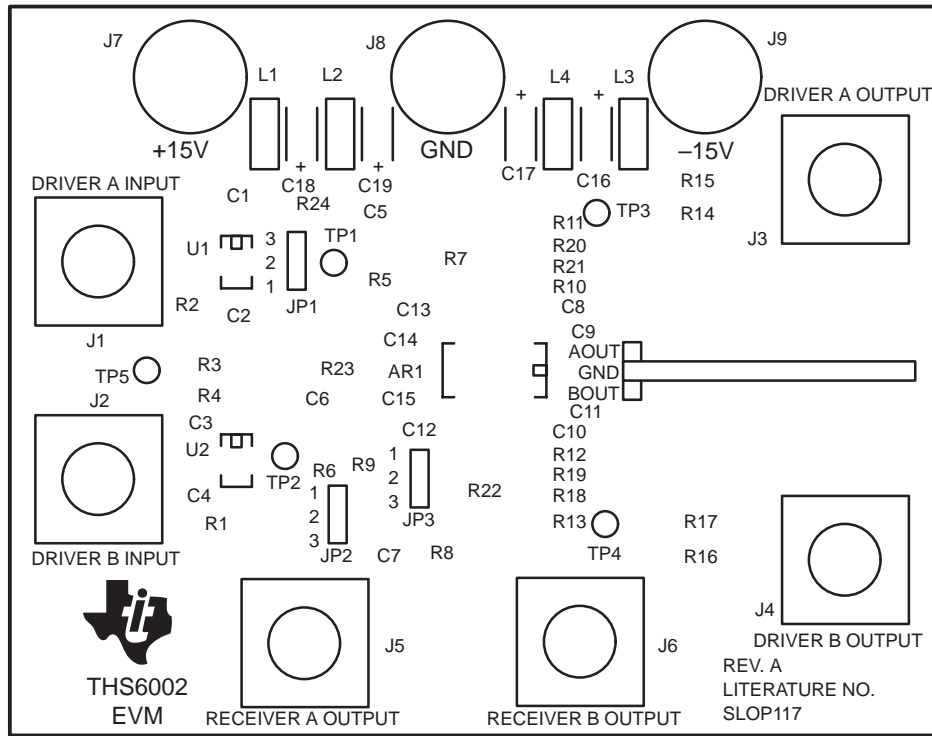 J7
J8
J9
L1
L2
L4
L3
DRIVER A OUTPUT
+
+
+15V
GND
–15V
+
+
C17
C16
R15
DRIVER A INPUT
C1
C18
C19
R24
C5
R11
TP3
R14
U1
3
2
1
TP1
R20
J3
R7
R21
R5
R10
R2
C2
JP1
C13
C8
J1
C14
C9
AOUT
TP5
R3
R23
AR1
GND
R4
C6
C15
BOUT
J2
C11
C3
C12
C10
U2
1
2
3
R12
TP2
R6
R9
R19
C4
1
2
3
R22
R18
R1
JP3
R13
R17
DRIVER B INPUT
JP2
C7
R8
TP4
R16
J4
J5
J6
DRIVER B OUTPUT
REV. A
THS6002
LITERATURE NO.
EVM
RECEIVER A OUTPUT
RECEIVER B OUTPUT
SLOP117